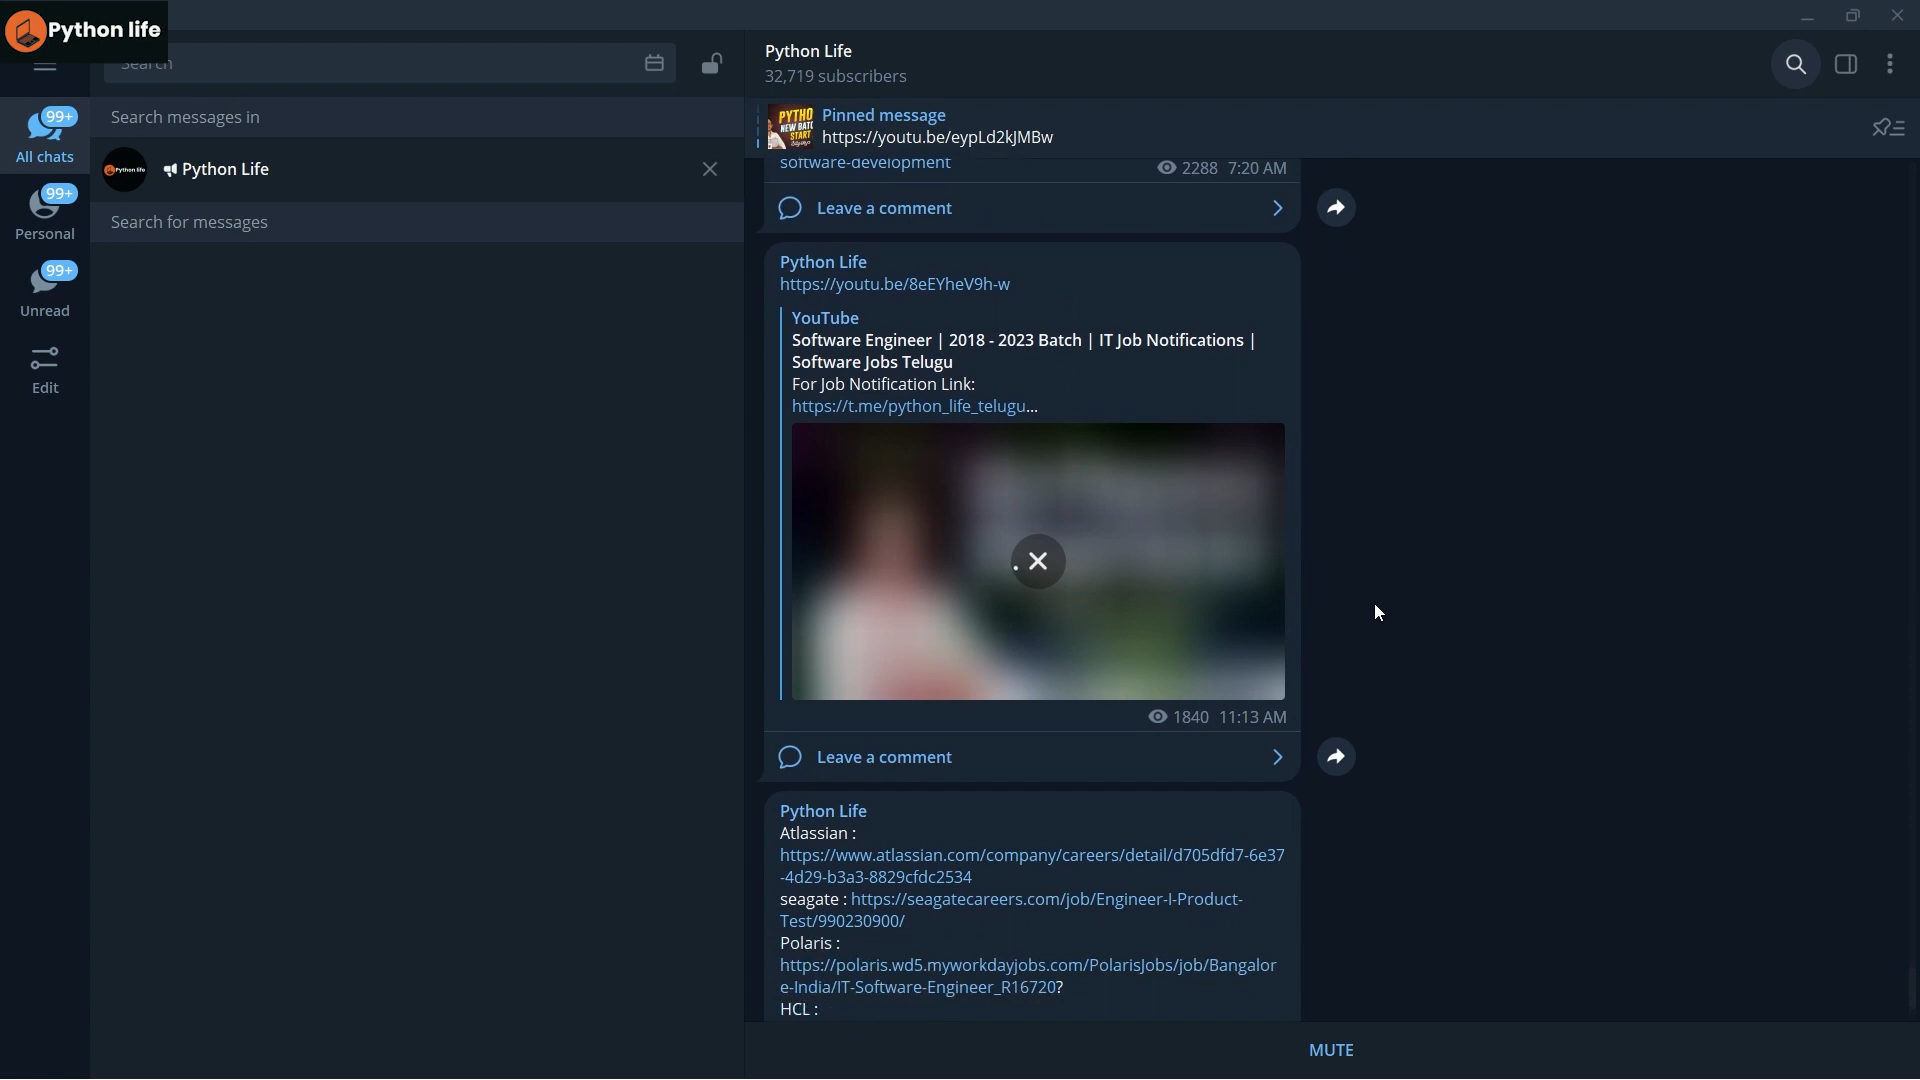 Python life
Search
Python Life
32,719 subscribers
99+
All chats
99+
Personal
99+
Unread
Edit
Search messages in
Python Life
Search for messages
PYTHO
NEW BATC
START
Pinned message
https://youtu.be/eypLd2kJMBw
software-development
2288 7:20 AM
Leave a comment
Python Life
https://youtu.be/8eEYheV9h-w
YouTube
Software Engineer | 2018 - 2023 Batch | IT Job Notifications |
Software Jobs Telugu
For Job Notification Link:
https://t.me/python_life_telugu...
1840 11:13 AM
Leave a comment
Python Life
Atlassian :
https://www.atlassian.com/company/careers/detail/d705dfd7-6e37
-4d29-b3a3-8829cfdc2534
seagate : https://seagatecareers.com/job/Engineer-I-Product-
Test/990230900/
Polaris :
https://polaris.wd5.myworkdayjobs.com/PolarisJobs/job/Bangalor
e-India/IT-Software-Engineer_R16720?
HCL :
MUTE